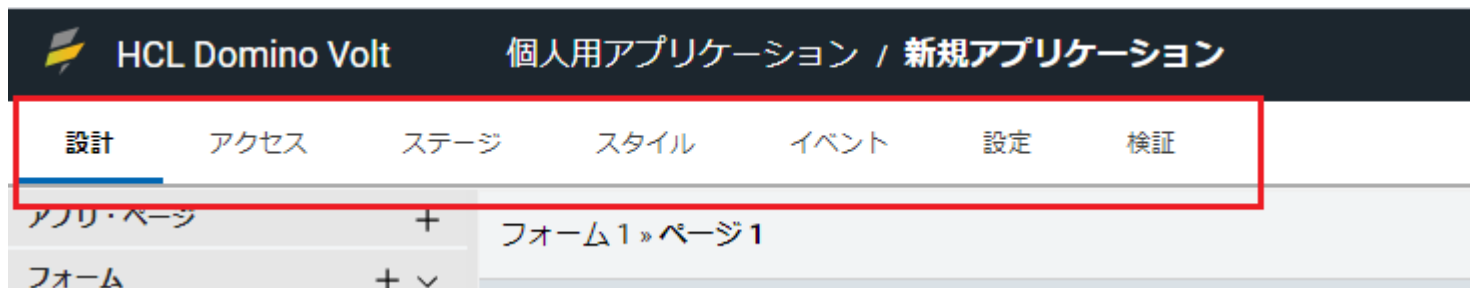 HCL Domino Volt 個人用アプリケーション / 新規アプリケーション
設計 アクセス ステージ スタイル イベント 設定 検証
アプリ・ページ +
フォーム 1 » ページ 1
フォーム +